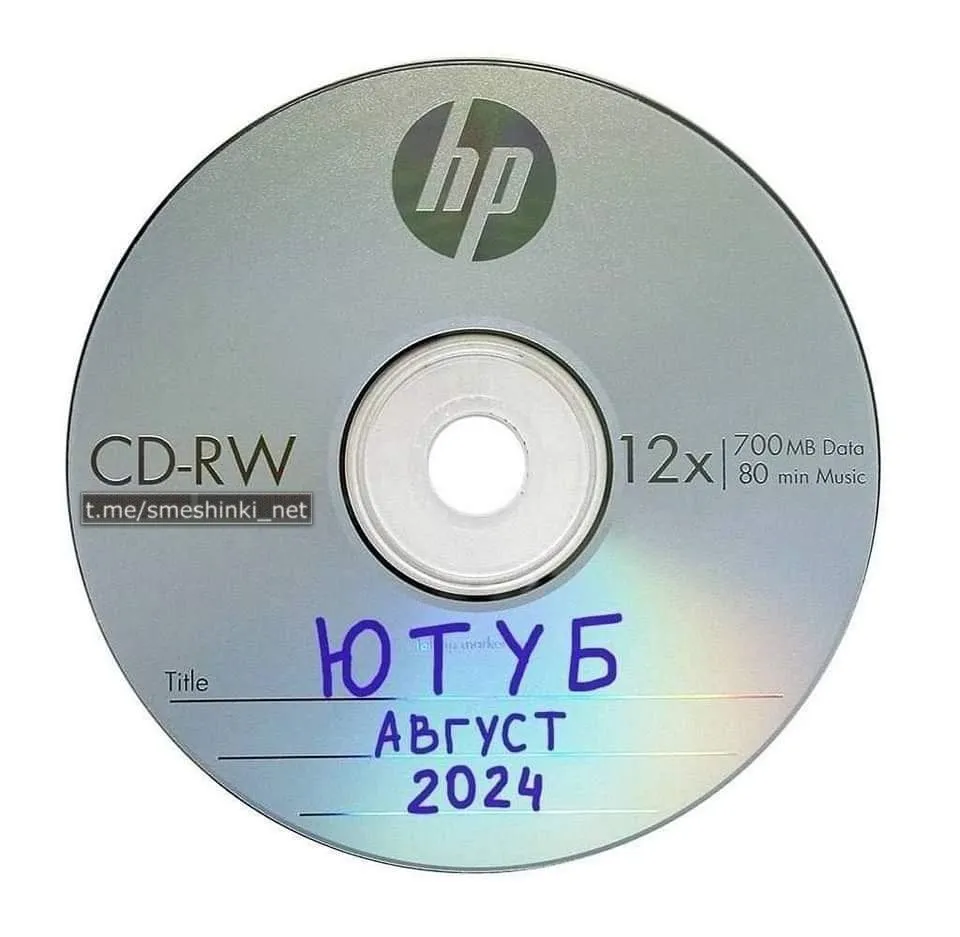 hp
CD-RW
12x
700 MB Data
80 min Music
t.me/smeshinki_net
ЮТУБ
Title
АВГУСТ
2024